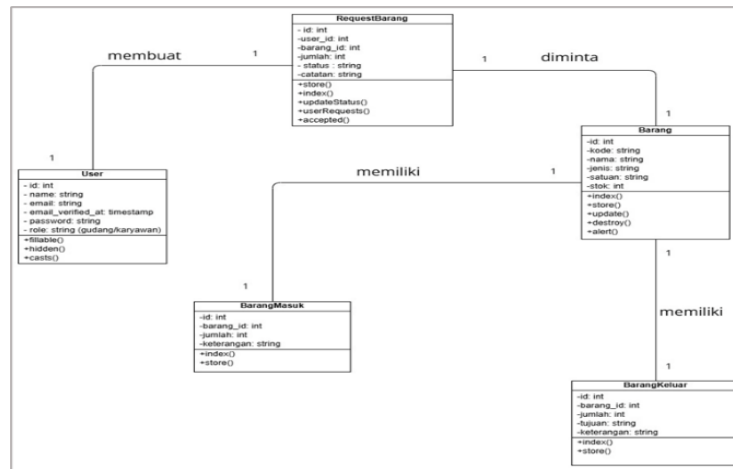 RequestBarang
- id: int
-user_id: int
-barang_id: int
-jumlah: int
- status : string
-catatan: string
+store()
+index()
+updateStatus()
+userRequests()
+accepted()
membuat
1
1
diminta
1
1
Barang
-id: int
-kode: string
-nama: string
-jenis: string
-satuan: string
-stok: int
+index()
+store()
+update()
+destroy()
+alert()
1
User
- id: int
- name: string
- email: string
- email_verified_at: timestamp
- password: string
- role: string (gudang/karyawan)
+fillable()
+hidden()
+casts()
memiliki
1
1
BarangMasuk
-id: int
-barang_id: int
-jumlah: int
-keterangan: string
+index()
+store()
1
memiliki
1
BarangKeluar
-id: int
-barang_id: int
-jumlah: int
-tujuan: string
-keterangan: string
+index()
+store()